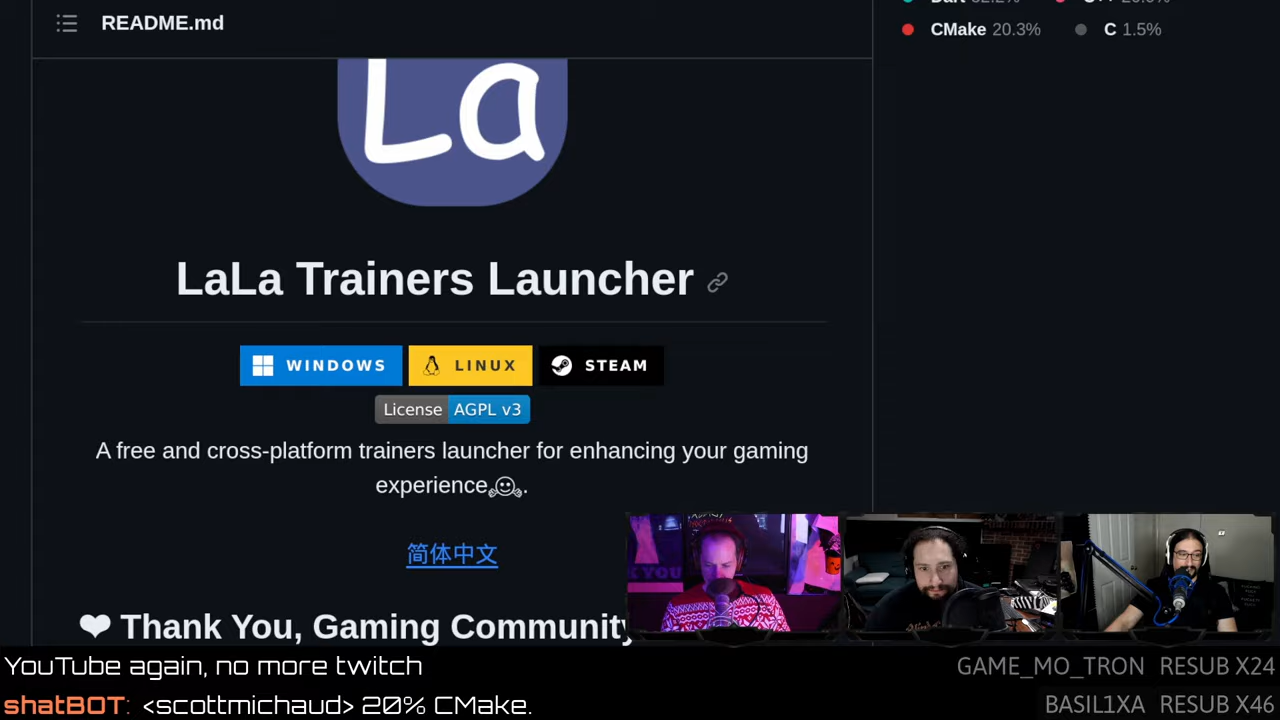 README.md
CMake 20.3%
C 1.5%
La
LaLa Trainers Launcher
WINDOWS
LINUX
STEAM
License AGPL v3
A free and cross-platform trainers launcher for enhancing your gaming
experience🤗.
简体中文
❤ Thank You, Gaming Community
YouTube again, no more twitch
GAME_MO_TRON RESUB X24
shatBOT: <scottmichaud> 20% CMake.
BASIL1XA RESUB X46